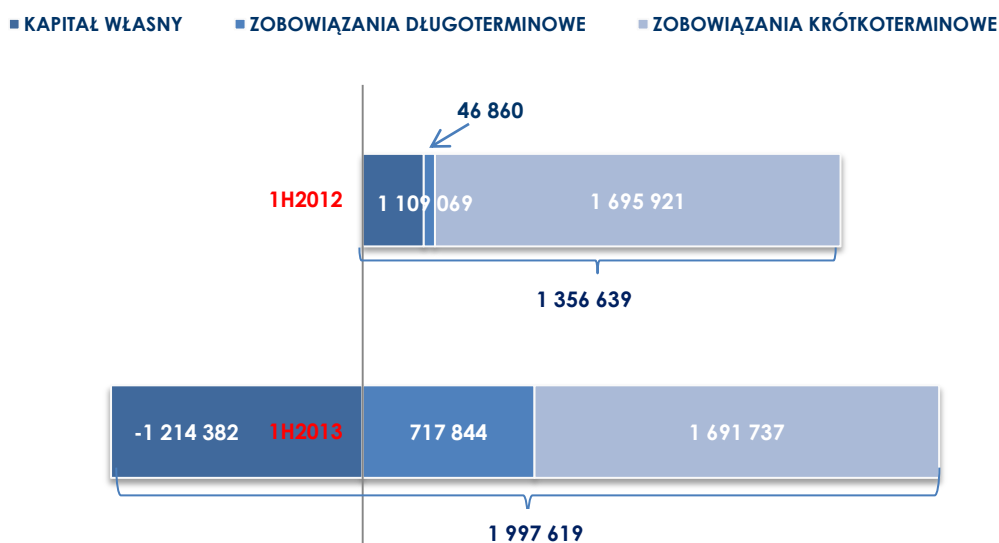 KAPITAŁ WŁASNY ZOBOWIĄZANIA DŁUGOTERMINOWE ZOBOWIĄZANIA KRÓTKOTERMINOWE
46 860
1H2012 1 109 069 1 695 921
1 356 639
-1 214 382 1H2013 717 844 1 691 737
1 997 619